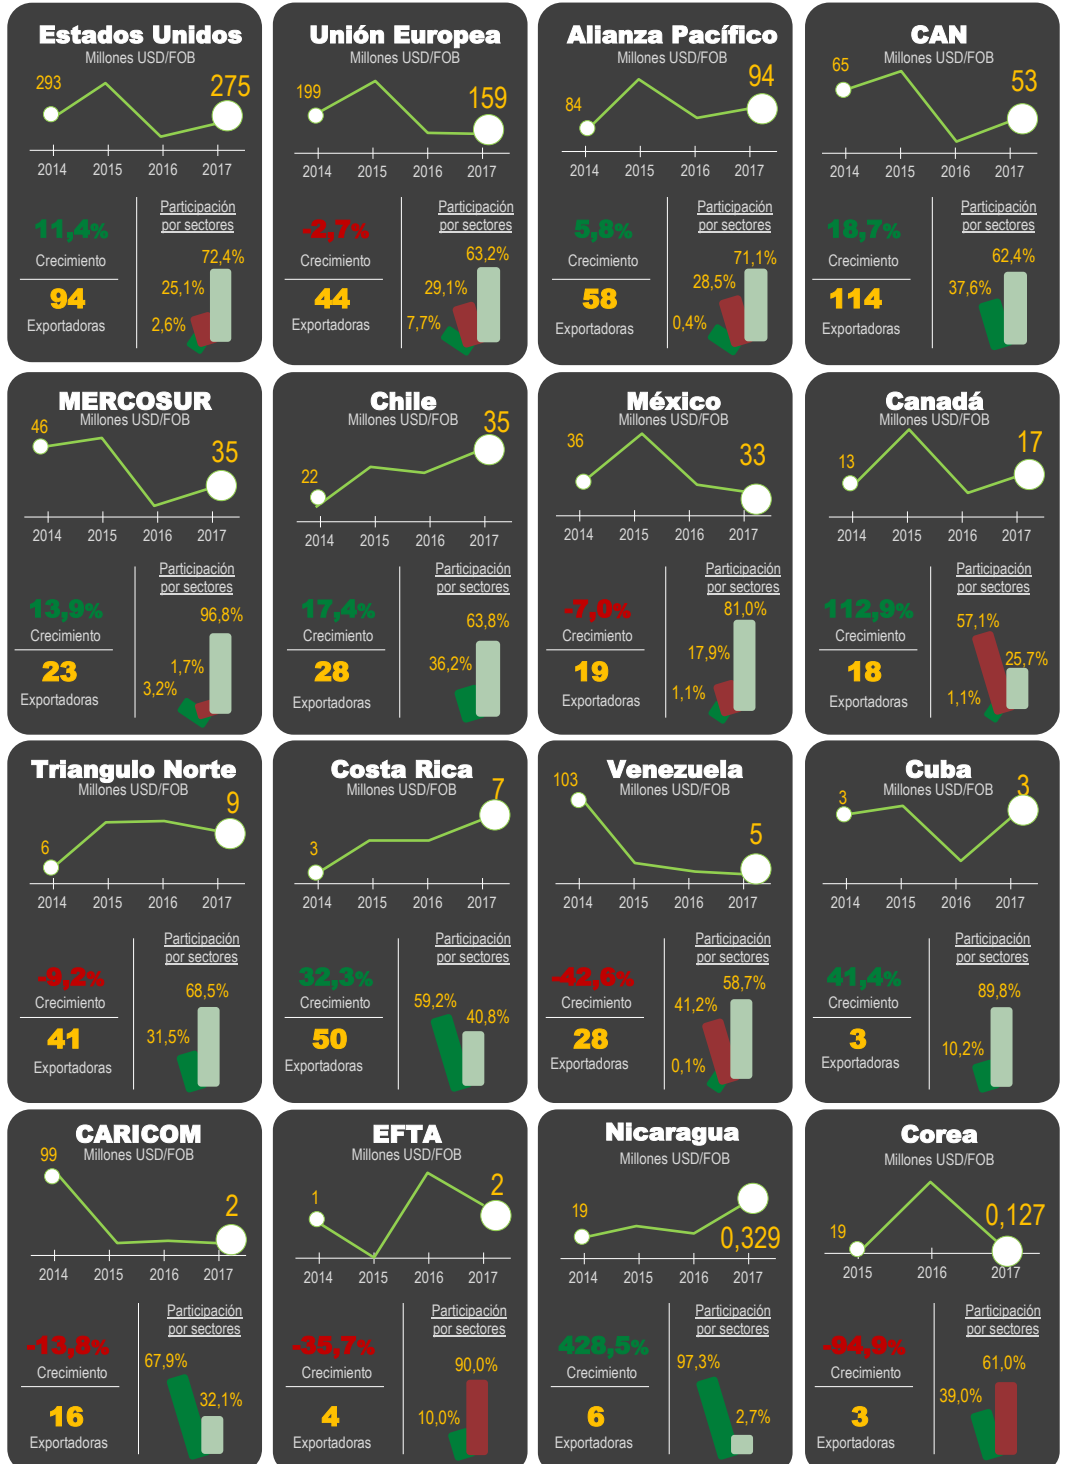 Estados Unidos
Millones USD/FOB
293
275
2014 2015 2016 2017
11,4%
Crecimiento
94
Exportadoras
Participación
por sectores
72,4%
25,1%
2,6%
Unión Europea
Millones USD/FOB
199
159
2014 2015 2016 2017
-2,7%
Crecimiento
44
Exportadoras
Participación
por sectores
63,2%
29,1%
7,7%
Alianza Pacífico
Millones USD/FOB
84
94
2014 2015 2016 2017
5,8%
Crecimiento
58
Exportadoras
Participación
por sectores
71,1%
28,5%
0,4%
CAN
Millones USD/FOB
65
53
2014 2015 2016 2017
18,7%
Crecimiento
114
Exportadoras
Participación
por sectores
62,4%
37,6%
MERCOSUR
Millones USD/FOB
46
35
2014 2015 2016 2017
13,9%
Crecimiento
23
Exportadoras
Participación
por sectores
96,8%
1,7%
3,2%
Chile
Millones USD/FOB
22
35
2014 2015 2016 2017
17,4%
Crecimiento
28
Exportadoras
Participación
por sectores
63,8%
36,2%
México
Millones USD/FOB
36
33
2014 2015 2016 2017
-7,0%
Crecimiento
19
Exportadoras
Participación
por sectores
81,0%
17,9%
1,1%
Canadá
Millones USD/FOB
13
17
2014 2015 2016 2017
112,9%
Crecimiento
18
Exportadoras
Participación
por sectores
57,1%
25,7%
1,1%
Triangulo Norte
Millones USD/FOB
6
9
2014 2015 2016 2017
-9,2%
Crecimiento
41
Exportadoras
Participación
por sectores
68,5%
31,5%
Costa Rica
Millones USD/FOB
3
7
2014 2015 2016 2017
32,3%
Crecimiento
50
Exportadoras
Participación
por sectores
59,2%
40,8%
Venezuela
Millones USD/FOB
103
5
2014 2015 2016 2017
-42,6%
Crecimiento
28
Exportadoras
Participación
por sectores
58,7%
41,2%
0,1%
Cuba
Millones USD/FOB
3
3
2014 2015 2016 2017
41,4%
Crecimiento
3
Exportadoras
Participación
por sectores
89,8%
10,2%
CARICOM
Millones USD/FOB
99
2
2014 2015 2016 2017
-13,8%
Crecimiento
16
Exportadoras
Participación
por sectores
67,9%
32,1%
EFTA
Millones USD/FOB
1
2
2014 2015 2016 2017
-35,7%
Crecimiento
4
Exportadoras
Participación
por sectores
90,0%
10,0%
Nicaragua
Millones USD/FOB
19
0,329
2014 2015 2016 2017
428,5%
Crecimiento
6
Exportadoras
Participación
por sectores
97,3%
2,7%
Corea
Millones USD/FOB
19
0,127
2015 2016 2017
-94,9%
Crecimiento
3
Exportadoras
Participación
por sectores
61,0%
39,0%